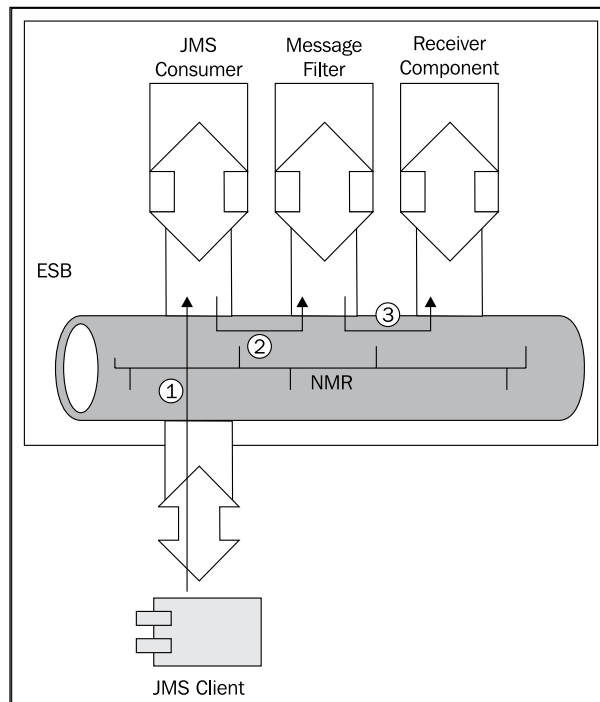 JMS
Consumer
Message
Filter
Receiver
Component
ESB
3
2
1
NMR
JMS Client